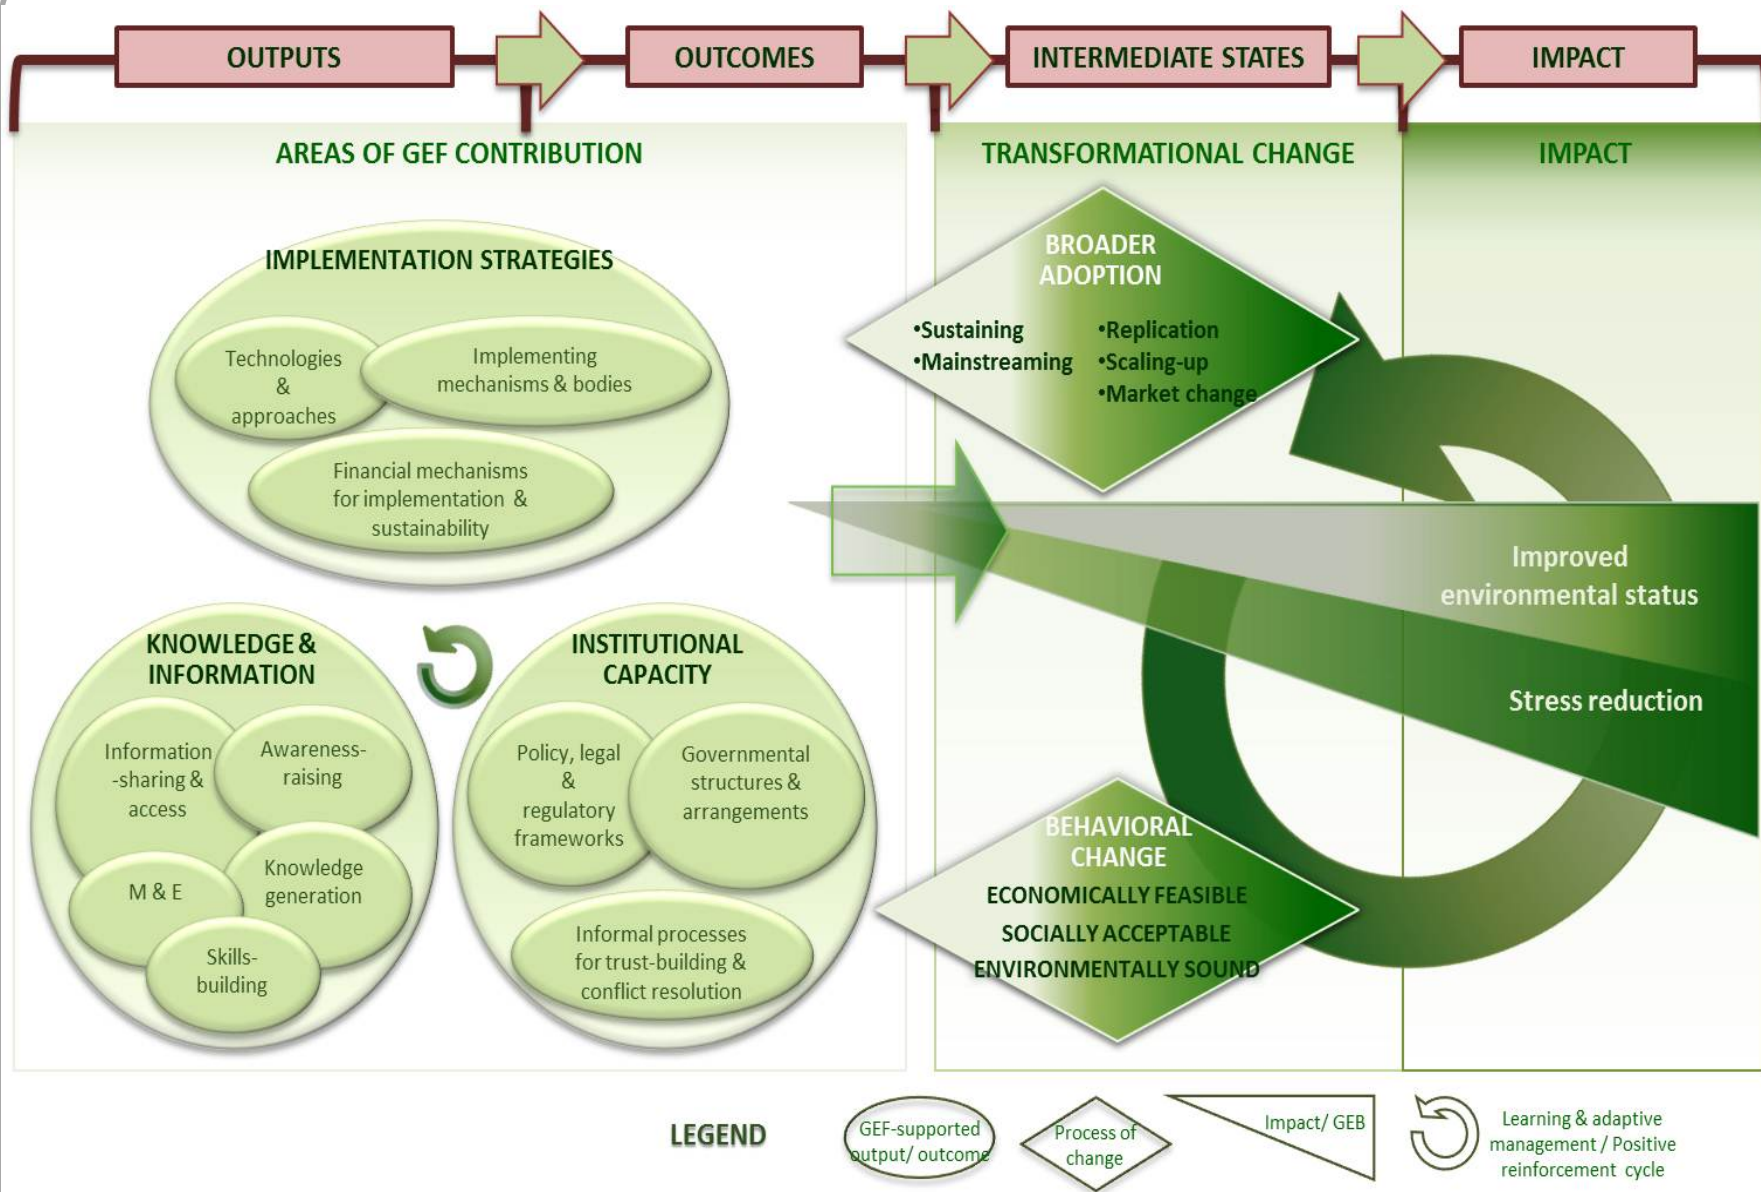 OUTPUTS
OUTCOMES
INTERMEDIATE STATES
IMPACT
AREAS OF GEF CONTRIBUTION
TRANSFORMATIONAL CHANGE
IMPACT
IMPLEMENTATION STRATEGIES
Technologies
&
approaches
Implementing
mechanisms & bodies
Financial mechanisms
for implementation &
sustainability
KNOWLEDGE &
INFORMATION
Information
-sharing &
access
Awareness-
raising
M & E
Knowledge
generation
Skills-
building
INSTITUTIONAL
CAPACITY
Policy, legal
&
regulatory
frameworks
Governmental
structures &
arrangements
Informal processes
for trust-building &
conflict resolution
BROADER
ADOPTION
•Sustaining
•Mainstreaming
•Replication
•Scaling-up
•Market change
Improved
environmental status
Stress reduction
BEHAVIORAL
CHANGE
ECONOMICALLY FEASIBLE
SOCIALLY ACCEPTABLE
ENVIRONMENTALLY SOUND
LEGEND
GEF-supported
output/ outcome
Process of
change
Impact/ GEB
Learning & adaptive
management / Positive
reinforcement cycle